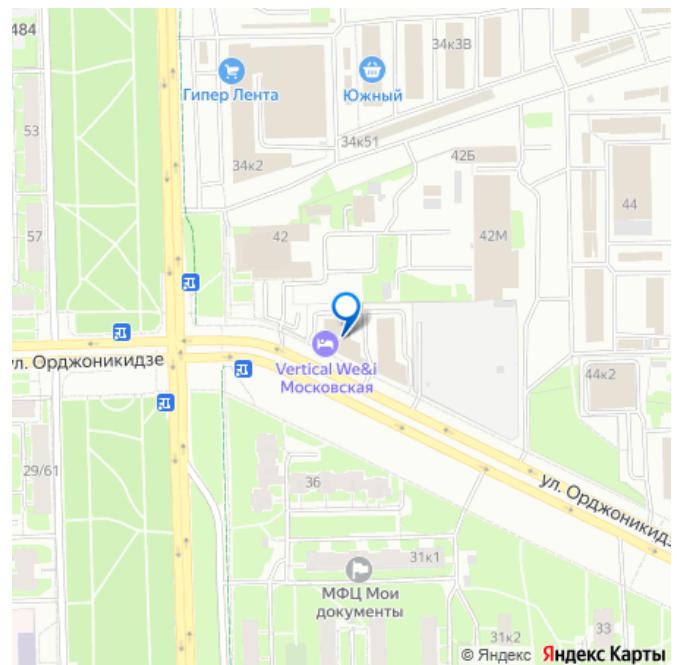 484
34к3В
Гипер Лента
Южный
53
34к51
34к2
42Б
44
57
42
42М
ул. Орджоникидзе
Vertical We&i
Московская
44к2
29/61
36
ул. Орджоникидз
31к1
МФЦ Мои
документы
31к2
33
© Яндекс Яндекс Карты